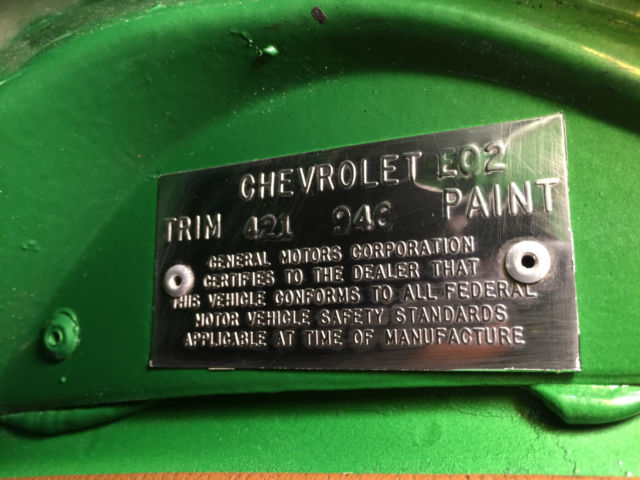 CHEVROLET E02
TRIM 421 946 PAINT
GENERAL MOTORS CORPORATION
CERTIFIES TO THE DEALER THAT
THIS VEHICLE CONFORMS TO ALL FEDERAL
MOTOR VEHICLE SAFETY STANDARDS
APPLICABLE AT TIME OF MANUFACTURE